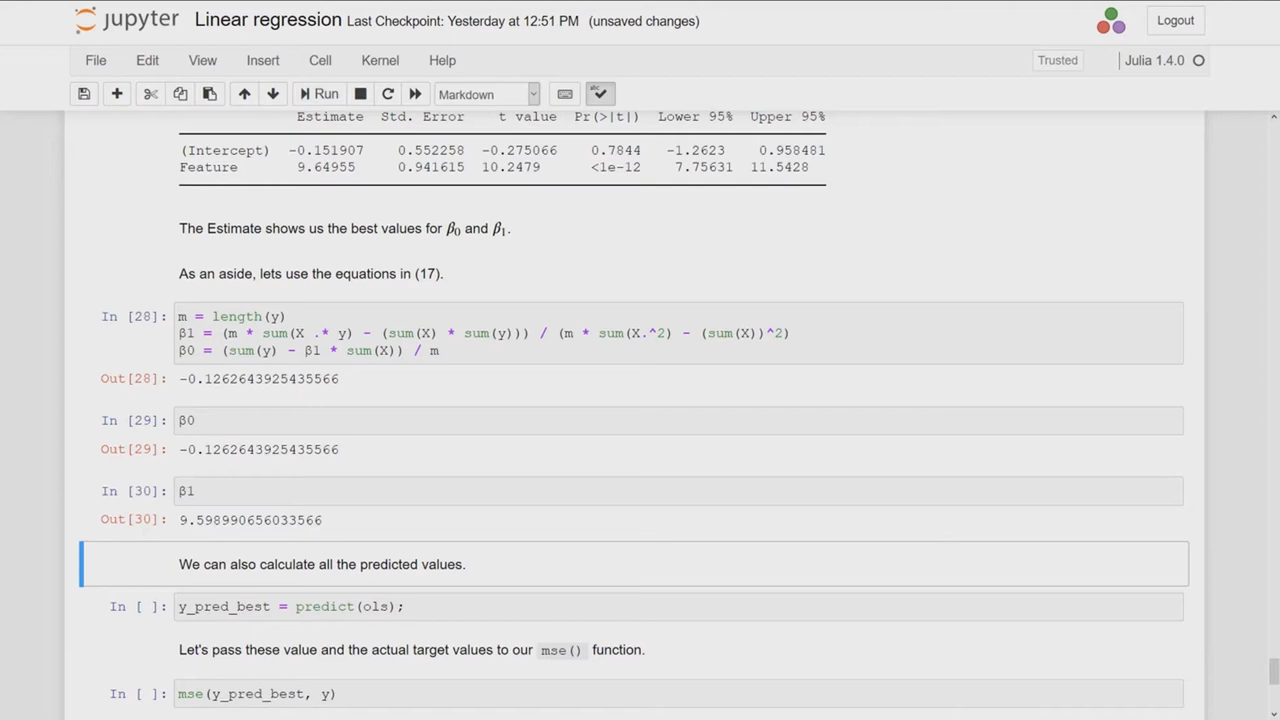 jupyter Linear regression Last Checkpoint: Yesterday at 12:51 PM (unsaved changes) Logout
File Edit View Insert Cell Kernel Help Trusted Julia 1.4.0
Run Markdown
Estimate Std. Error t value Pr(>|t|) Lower 95% Upper 95%
(Intercept) -0.151907 0.552258 -0.275066 0.7844 -1.2623 0.958481
Feature 9.64955 0.941615 10.2479 <1e-12 7.75631 11.5428
The Estimate shows us the best values for β̂0 and β̂1.
As an aside, lets use the equations in (17).
In [28]: m = length(y)
β1 = (m * sum(X .* y) - (sum(X) * sum(y))) / (m * sum(X.^2) - (sum(X))^2)
β0 = (sum(y) - β1 * sum(X)) / m
Out[28]: -0.1262643925435566
In [29]: β0
Out[29]: -0.1262643925435566
In [30]: β1
Out[30]: 9.598990656033566
We can also calculate all the predicted values.
In [ ]: y_pred_best = predict(ols);
Let's pass these value and the actual target values to our mse() function.
In [ ]: mse(y_pred_best, y)